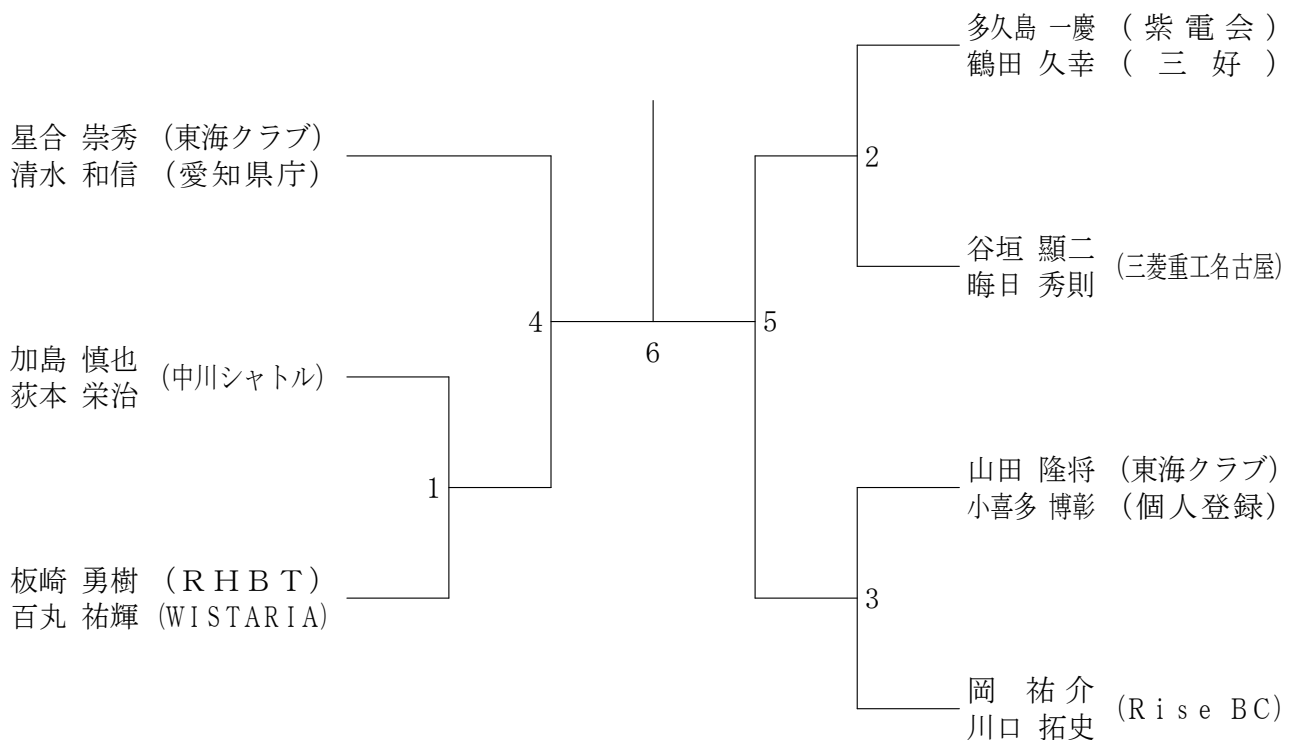 星合 崇秀 (東海クラブ)
清水 和信 (愛知県庁)
加島 慎也
荻本 栄治
(中川シャトル)
板崎 勇樹 (RHBT)
百丸 祐輝 (WISTARIA)
1
4
6
5
2
3
多久島 一慶 (紫電会)
鶴田 久幸 (三好)
谷垣 顯二
晦日 秀則
(三菱重工名古屋)
山田 隆将 (東海クラブ)
小喜多 博彰 (個人登録)
岡 祐介
川口 拓史
(Rise BC)